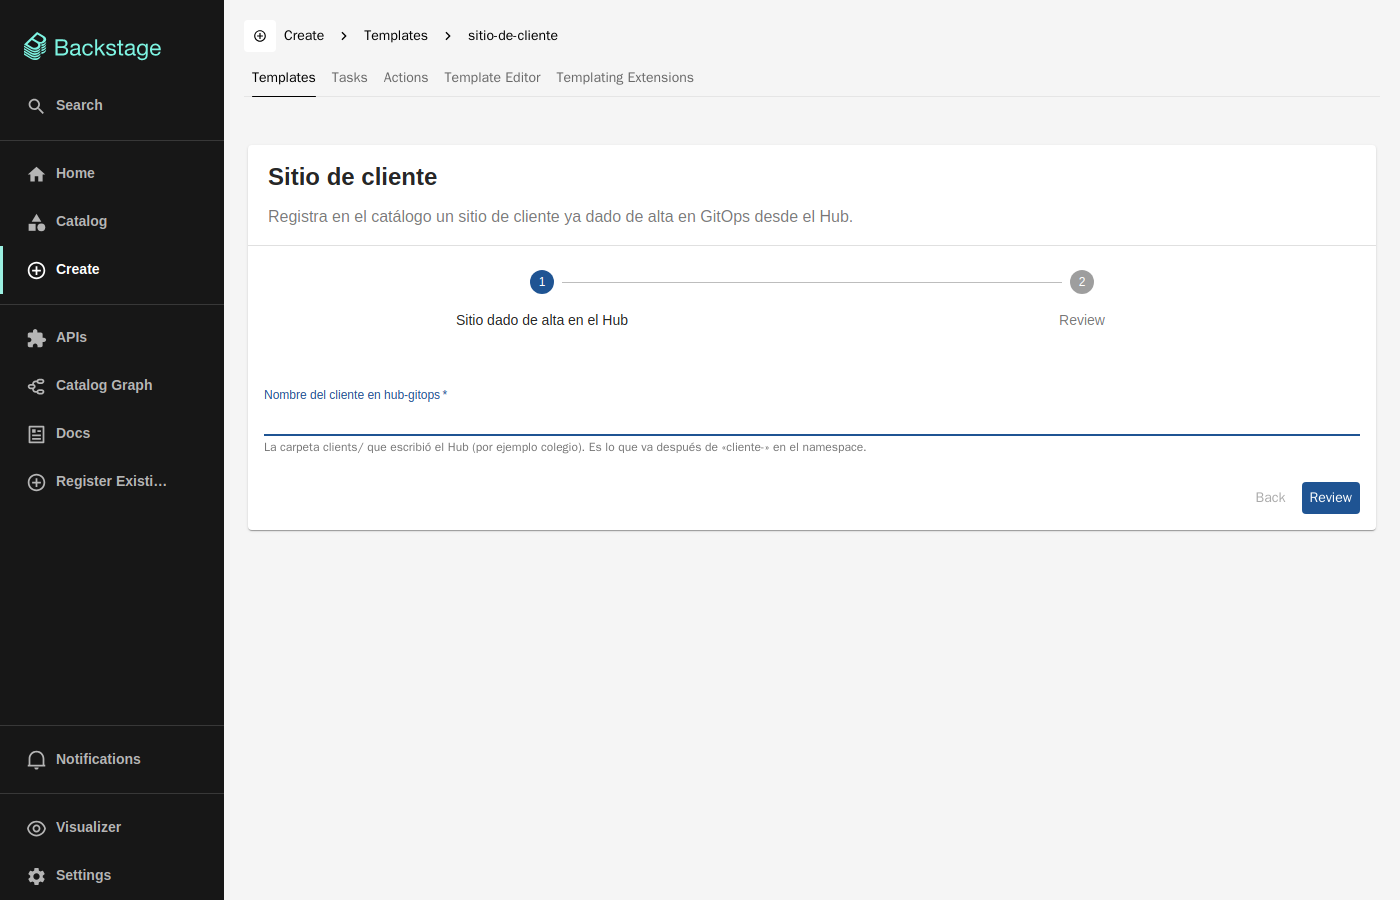 Backstage
Search
Home
Catalog
Create
APIs
Catalog Graph
Docs
Register Existi...
Notifications
Visualizer
Settings
Create > Templates > sitio-de-cliente
Templates Tasks Actions Template Editor Templating Extensions
Sitio de cliente
Registra en el catálogo un sitio de cliente ya dado de alta en GitOps desde el Hub.
1 2
Sitio dado de alta en el Hub Review
Nombre del cliente en hub-gitops *
La carpeta clients/ que escribió el Hub (por ejemplo colegio). Es lo que va después de «cliente-» en el namespace.
Back Review